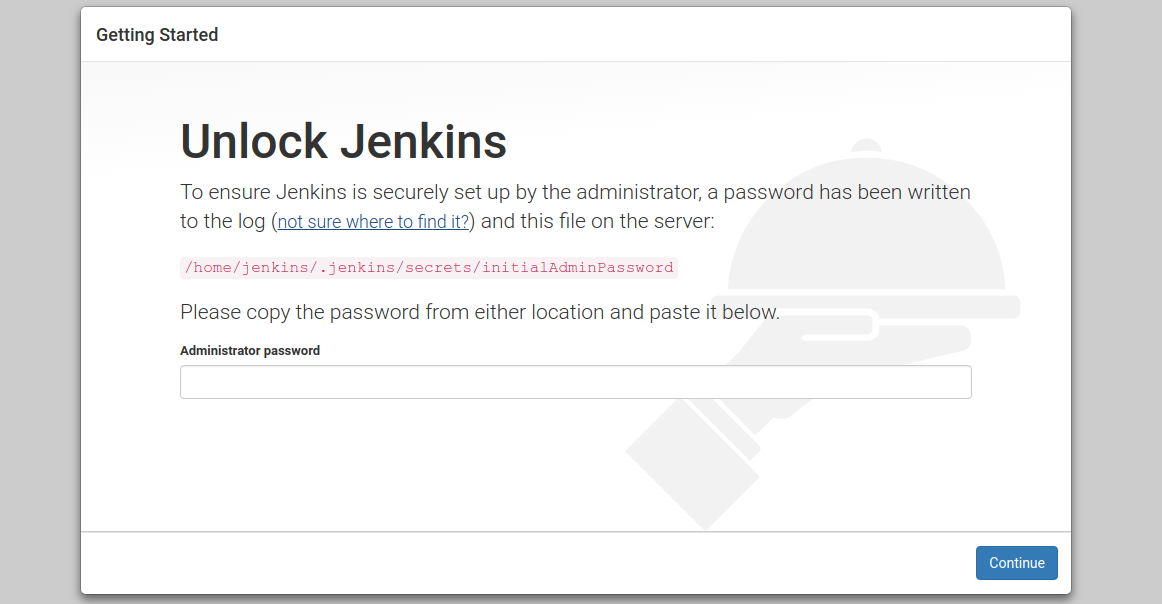 Getting Started
Unlock Jenkins
To ensure Jenkins is securely set up by the administrator, a password has been written
to the log (not sure where to find it?) and this file on the server:
/home/jenkins/.jenkins/secrets/initialAdminPassword
Please copy the password from either location and paste it below.
Administrator password
Continue